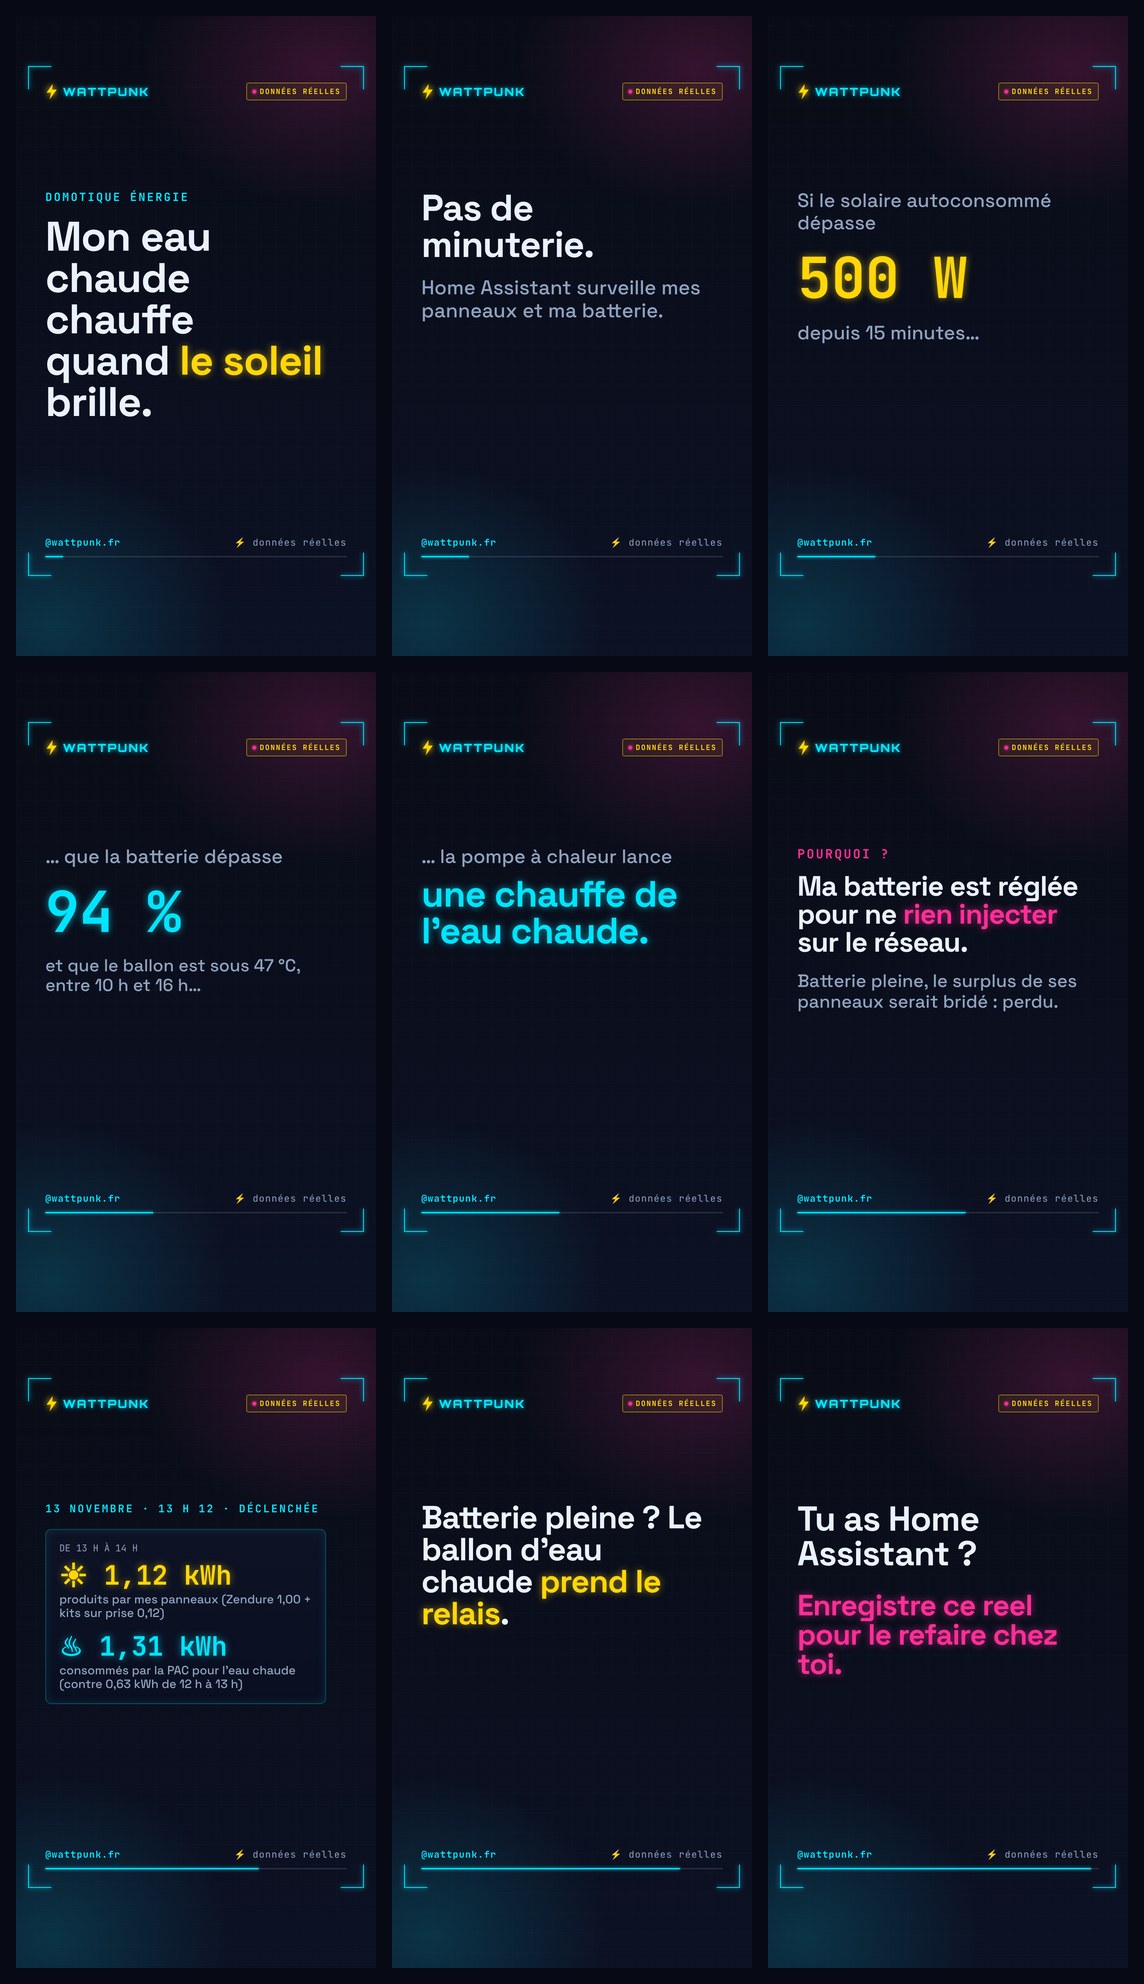 WATTPUNK
DONNÉES RÉELLES
DOMOTIQUE ÉNERGIE
Mon eau
chaude
chauffe
quand le soleil
brille.
@wattpunk.fr
⚡ données réelles
WATTPUNK
DONNÉES RÉELLES
Pas de
minuterie.
Home Assistant surveille mes
panneaux et ma batterie.
@wattpunk.fr
⚡ données réelles
WATTPUNK
DONNÉES RÉELLES
Si le solaire autoconsommé
dépasse
500 W
depuis 15 minutes…
@wattpunk.fr
⚡ données réelles
WATTPUNK
DONNÉES RÉELLES
… que la batterie dépasse
94 %
et que le ballon est sous 47 °C,
entre 10 h et 16 h…
@wattpunk.fr
⚡ données réelles
WATTPUNK
DONNÉES RÉELLES
… la pompe à chaleur lance
une chauffe de
l’eau chaude.
@wattpunk.fr
⚡ données réelles
WATTPUNK
DONNÉES RÉELLES
POURQUOI ?
Ma batterie est réglée
pour ne rien injecter
sur le réseau.
Batterie pleine, le surplus de ses
panneaux serait bridé : perdu.
@wattpunk.fr
⚡ données réelles
WATTPUNK
DONNÉES RÉELLES
13 NOVEMBRE · 13 H 12 · DÉCLENCHÉE
DE 13 H À 14 H
☀ 1,12 kWh
produits par mes panneaux (Zendure 1,00 +
kits sur prise 0,12)
♨ 1,31 kWh
consommés par la PAC pour l’eau chaude
(contre 0,63 kWh de 12 h à 13 h)
@wattpunk.fr
⚡ données réelles
WATTPUNK
DONNÉES RÉELLES
Batterie pleine ? Le
ballon d’eau
chaude prend le
relais.
@wattpunk.fr
⚡ données réelles
WATTPUNK
DONNÉES RÉELLES
Tu as Home
Assistant ?
Enregistre ce reel
pour le refaire chez
toi.
@wattpunk.fr
⚡ données réelles